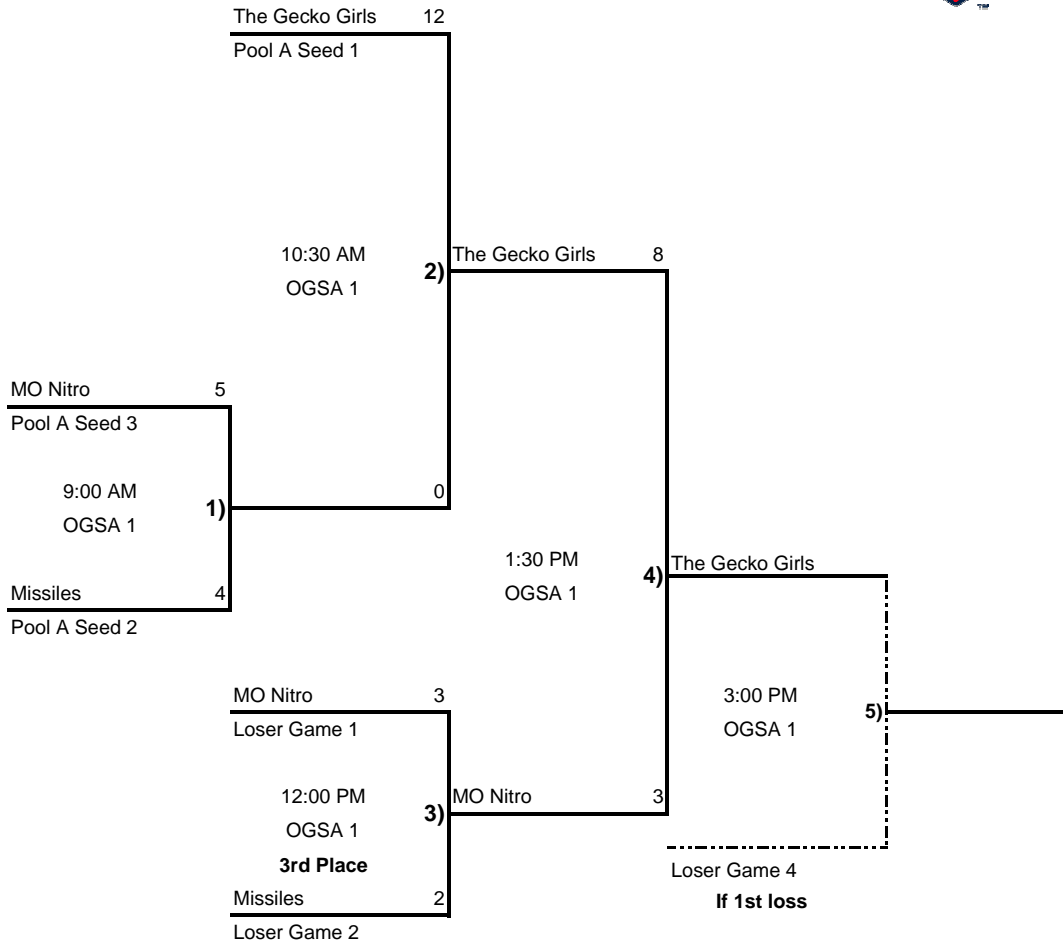 The Gecko Girls 12
Pool A Seed 1
10:30 AM
OGSA 1
2)
The Gecko Girls 8
MO Nitro 5
Pool A Seed 3
9:00 AM
OGSA 1
1)
0
Missiles 4
Pool A Seed 2
1:30 PM
OGSA 1
4)
The Gecko Girls
MO Nitro 3
Loser Game 1
3:00 PM
OGSA 1
5)
12:00 PM
OGSA 1
3rd Place
3)
MO Nitro 3
Missiles 2
Loser Game 2
Loser Game 4
If 1st loss